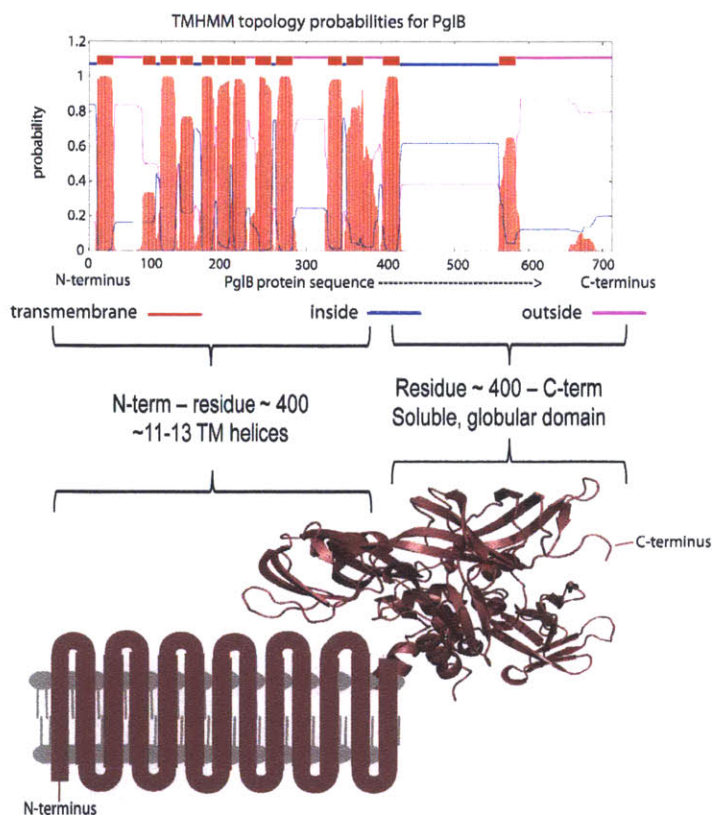 TMHMM topology probabilities for PglB
1.2
1
0.8
0.6
0.4
0.2
0
probability
0 100 200 300 400 500 600 700
N-terminus PglB protein sequence C-terminus
transmembrane inside outside
N-term – residue ~ 400
~11-13 TM helices
Residue ~ 400 – C-term
Soluble, globular domain
C-terminus
N-terminus